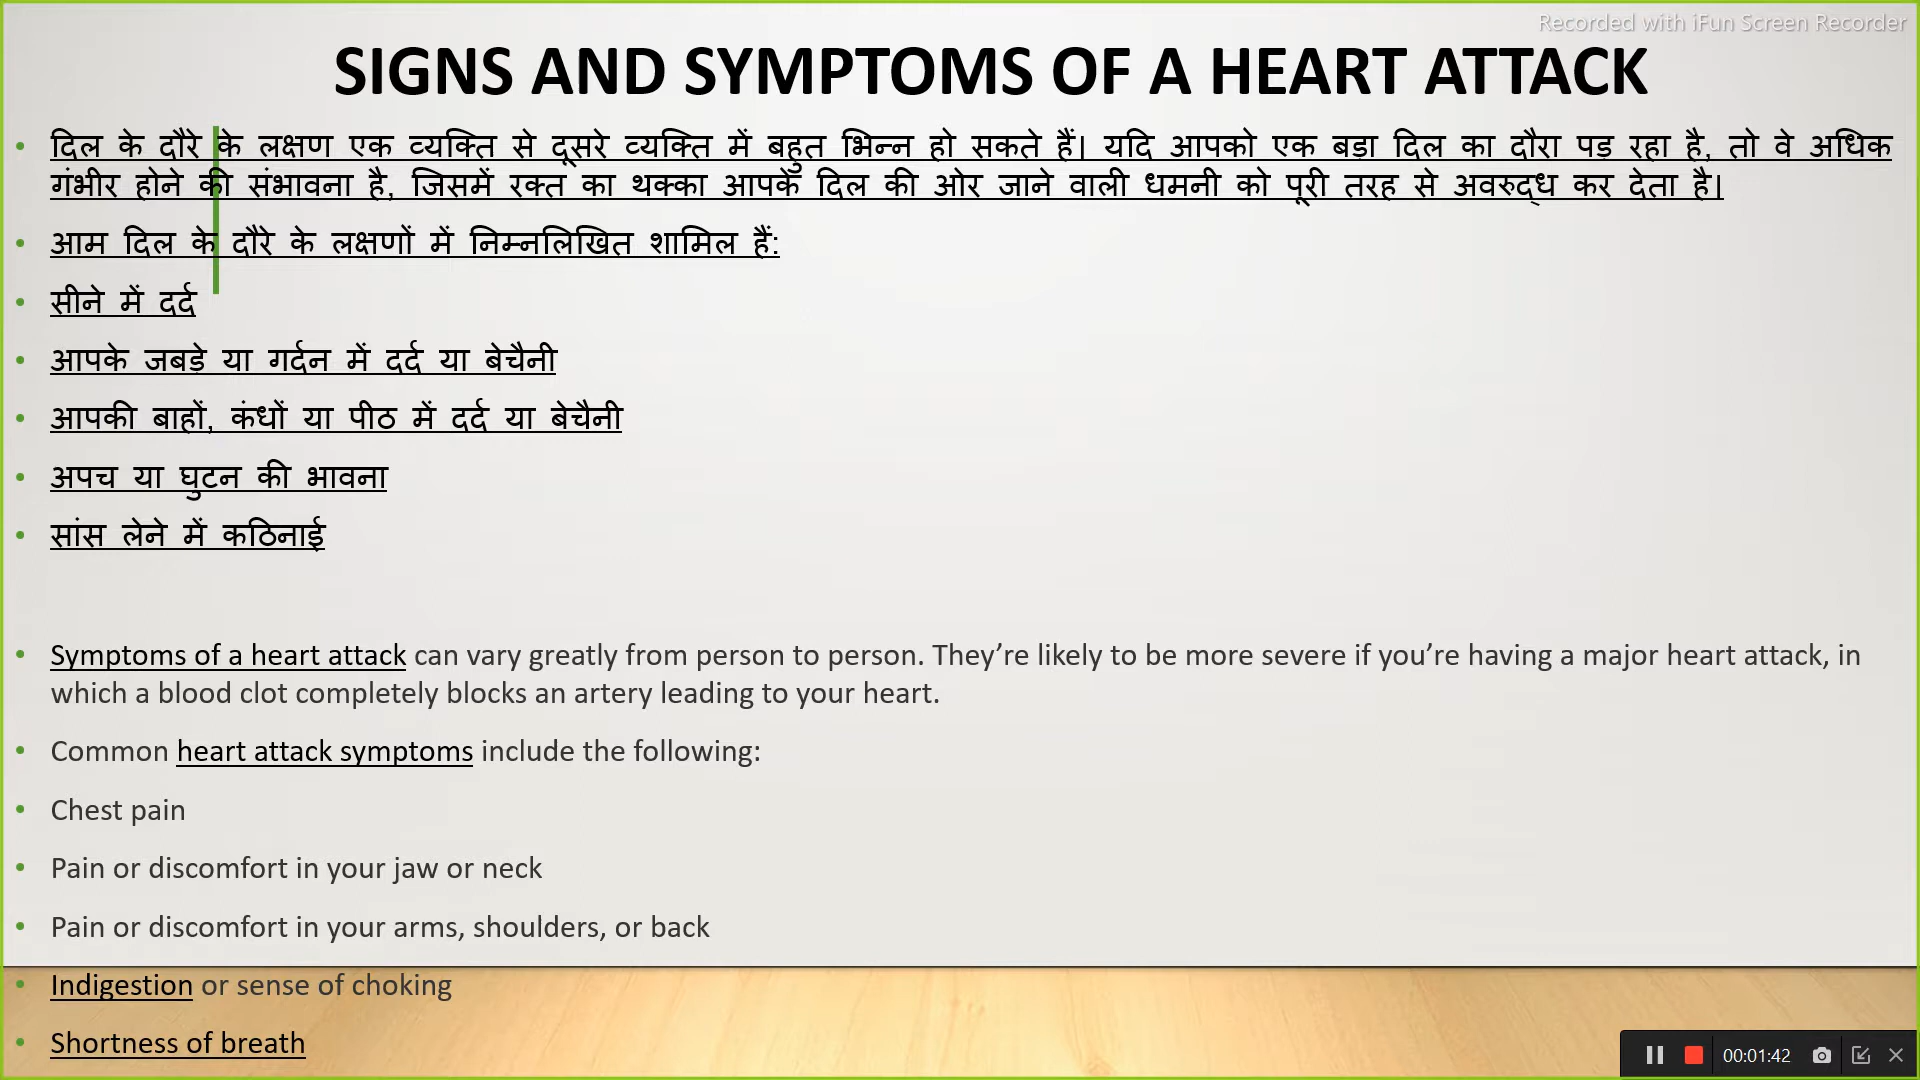 Recorded with iFun Screen Recorder
SIGNS AND SYMPTOMS OF A HEART ATTACK
• दिल के दौरे के लक्षण एक व्यक्ति से दूसरे व्यक्ति में बहुत भिन्न हो सकते हैं। यदि आपको एक बड़ा दिल का दौरा पड़ रहा है, तो वे अधिक
गंभीर होने की संभावना है, जिसमें रक्त का थक्का आपके दिल की ओर जाने वाली धमनी को पूरी तरह से अवरुद्ध कर देता है।
• आम दिल के दौरे के लक्षणों में निम्नलिखित शामिल हैं:
• सीने में दर्द
• आपके जबड़े या गर्दन में दर्द या बेचैनी
• आपकी बाहों, कंधों या पीठ में दर्द या बेचैनी
• अपच या घुटन की भावना
• सांस लेने में कठिनाई
• Symptoms of a heart attack can vary greatly from person to person. They’re likely to be more severe if you’re having a major heart attack, in
which a blood clot completely blocks an artery leading to your heart.
• Common heart attack symptoms include the following:
• Chest pain
• Pain or discomfort in your jaw or neck
• Pain or discomfort in your arms, shoulders, or back
• Indigestion or sense of choking
• Shortness of breath
00:01:42